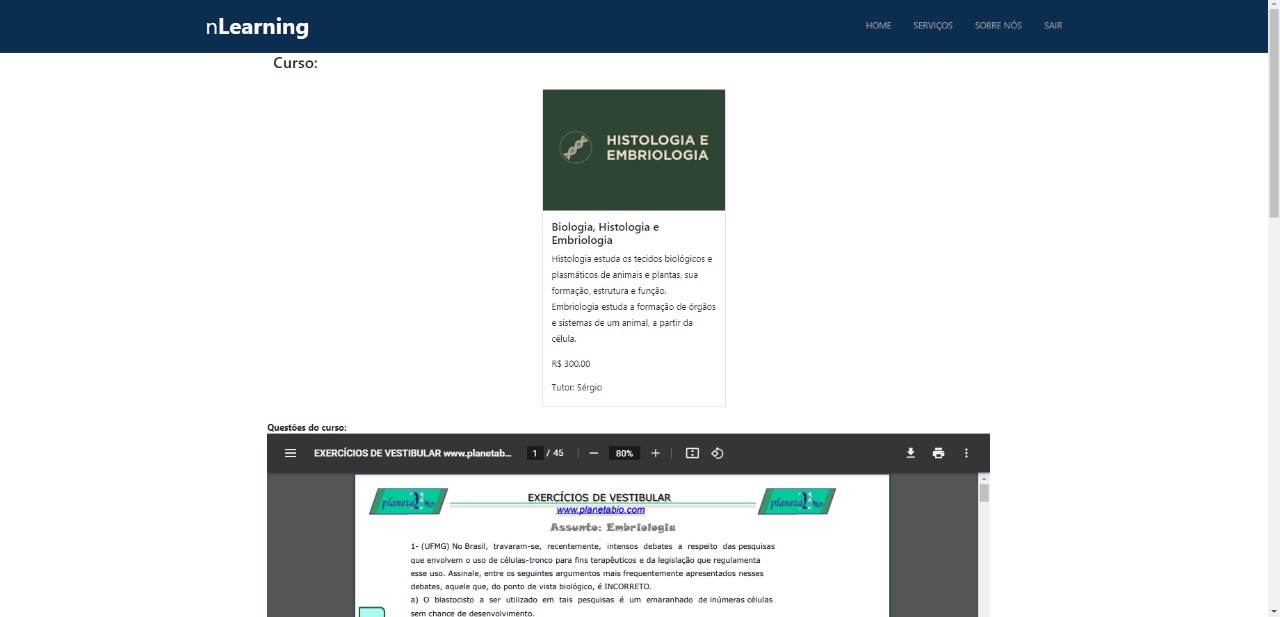 nLearning
HOME SERVIÇOS SOBRE NÓS SAIR
Curso:
HISTOLOGIA E
EMBRIOLOGIA
Biologia, Histologia e
Embriologia
Histologia estuda os tecidos biológicos e
plasmáticos de animais e plantas, sua
formação, estrutura e função.
Embriologia estuda a formação de órgãos
e sistemas de um animal, a partir da
célula.
R$ 300.00
Tutor: Sérgio
Questões do curso:
EXERCÍCIOS DE VESTIBULAR www.planetab... 1 / 45 80%
planetabio
EXERCÍCIOS DE VESTIBULAR
planetabio
www.planetabio.com
Assunto: Embriologia
1- (UFMG) No Brasil, travaram-se, recentemente, intensos debates a respeito das pesquisas
que envolvem o uso de células-tronco para fins terapêuticos e da legislação que regulamenta
esse uso. Assinale, entre os seguintes argumentos mais frequentemente apresentados nesses
debates, aquele que, do ponto de vista biológico, é INCORRETO.
a) O blastocisto a ser utilizado em tais pesquisas é um emaranhado de inúmeras células
sem chance de desenvolvimento.